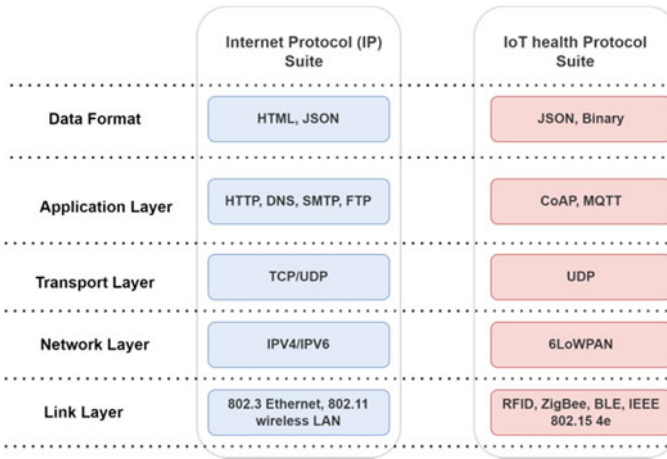 Internet Protocol (IP)
Suite
IoT health Protocol
Suite
Data Format
HTML, JSON
JSON, Binary
Application Layer
HTTP, DNS, SMTP, FTP
CoAP, MQTT
Transport Layer
TCP/UDP
UDP
Network Layer
IPV4/IPV6
6LoWPAN
Link Layer
802.3 Ethernet, 802.11
wireless LAN
RFID, ZigBee, BLE, IEEE
802.15 4e